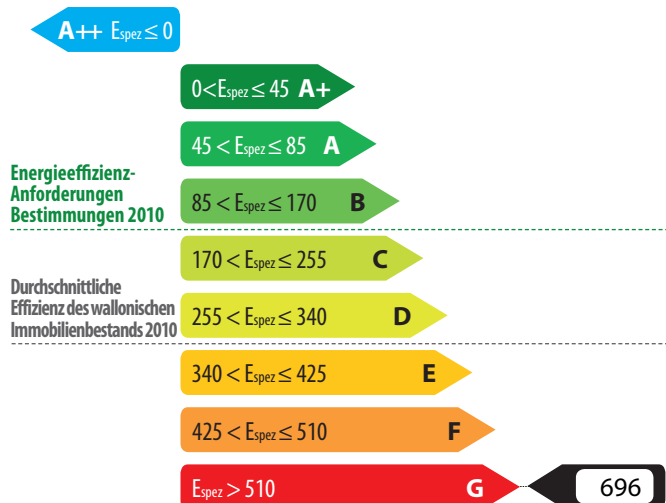 A++ Espez ≤ 0
0<Espez ≤ 45 A+
45 < Espez ≤ 85 A
Energieeffizienz-
Anforderungen
Bestimmungen 2010
85 < Espez ≤ 170 B
170 < Espez ≤ 255 C
Durchschnittliche
Effizienz des wallonischen
Immobilienbestands 2010
255 < Espez ≤ 340 D
340 < Espez ≤ 425 E
425 < Espez ≤ 510 F
Espez > 510 G 696